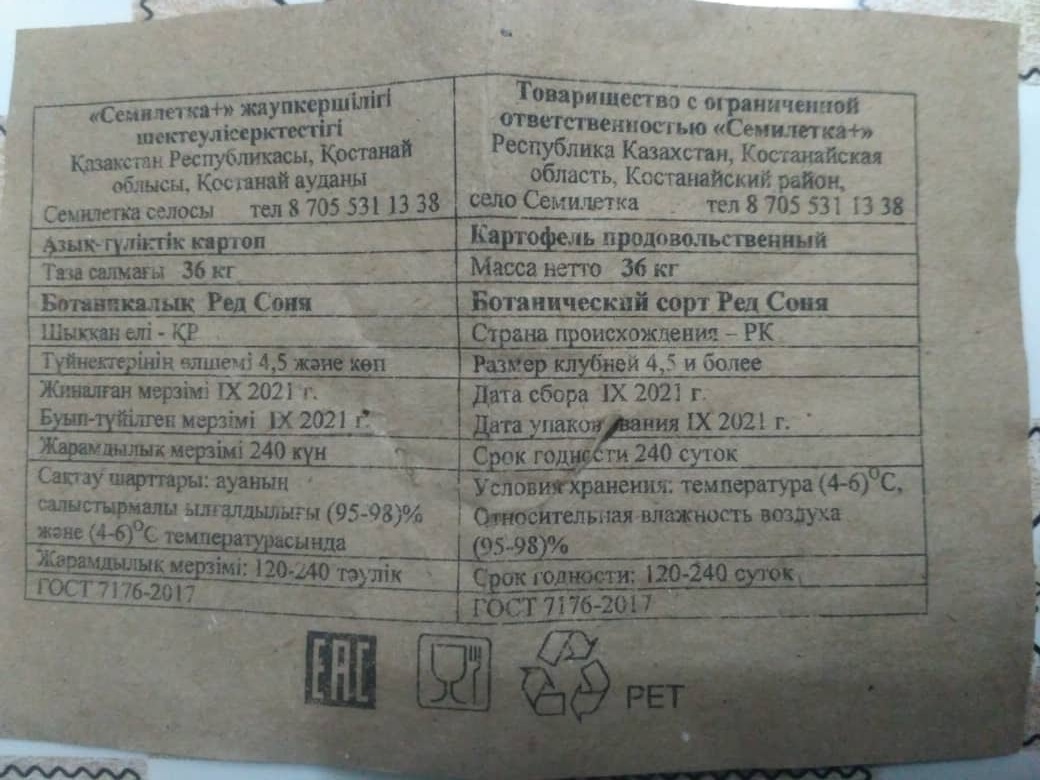 «Семилетка+» жаупкершілігі
шектеулісерктестігі
Қазақстан Республикасы, Қостанай
облысы, Қостанай ауданы
Семилетка селосы тел 8 705 531 13 38
Азық-түліктік картоп
Таза салмағы 36 кг
Ботаникалық Ред Соня
Шыққан елі - ҚР
Түйнектерінің өлшемі 4,5 және көп
Жиналған мерзімі IX 2021 г.
Буып-түйілген мерзімі IX 2021 г.
Жарамдылық мерзімі 240 күн
Сақтау шарттары: ауаның
салыстырмалы ылғалдылығы (95-98)%
және (4-6)⁰С температурасында
Жарамдылық мерзімі: 120-240 тәулік
ГОСТ 7176-2017
Товарищество с ограниченной
ответственностью «Семилетка+»
Республика Казахстан, Костанайская
область, Костанайский район,
село Семилетка тел 8 705 531 13 38
Картофель продовольственный
Масса нетто 36 кг
Ботанический сорт Ред Соня
Страна происхождения – РК
Размер клубней 4,5 и более
Дата сбора IX 2021 г.
Дата упаковывания IX 2021 г.
Срок годности 240 суток
Условия хранения: температура (4-6)⁰С,
Относительная влажность воздуха
(95-98)%
Срок годности: 120-240 суток
ГОСТ 7176-2017
EAC
PET